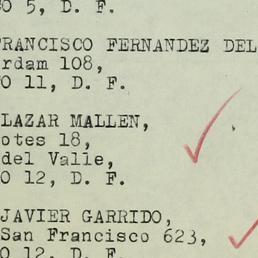 O 5, D. F.
FRANCISCO FERNANDEZ DEL
rdam 108,
O 11, D. F.
LAZAR MALLEN,
otes 18,
del Valle,
O 12, D. F.
JAVIER GARRIDO,
San Francisco 623,
O 12, D. F.